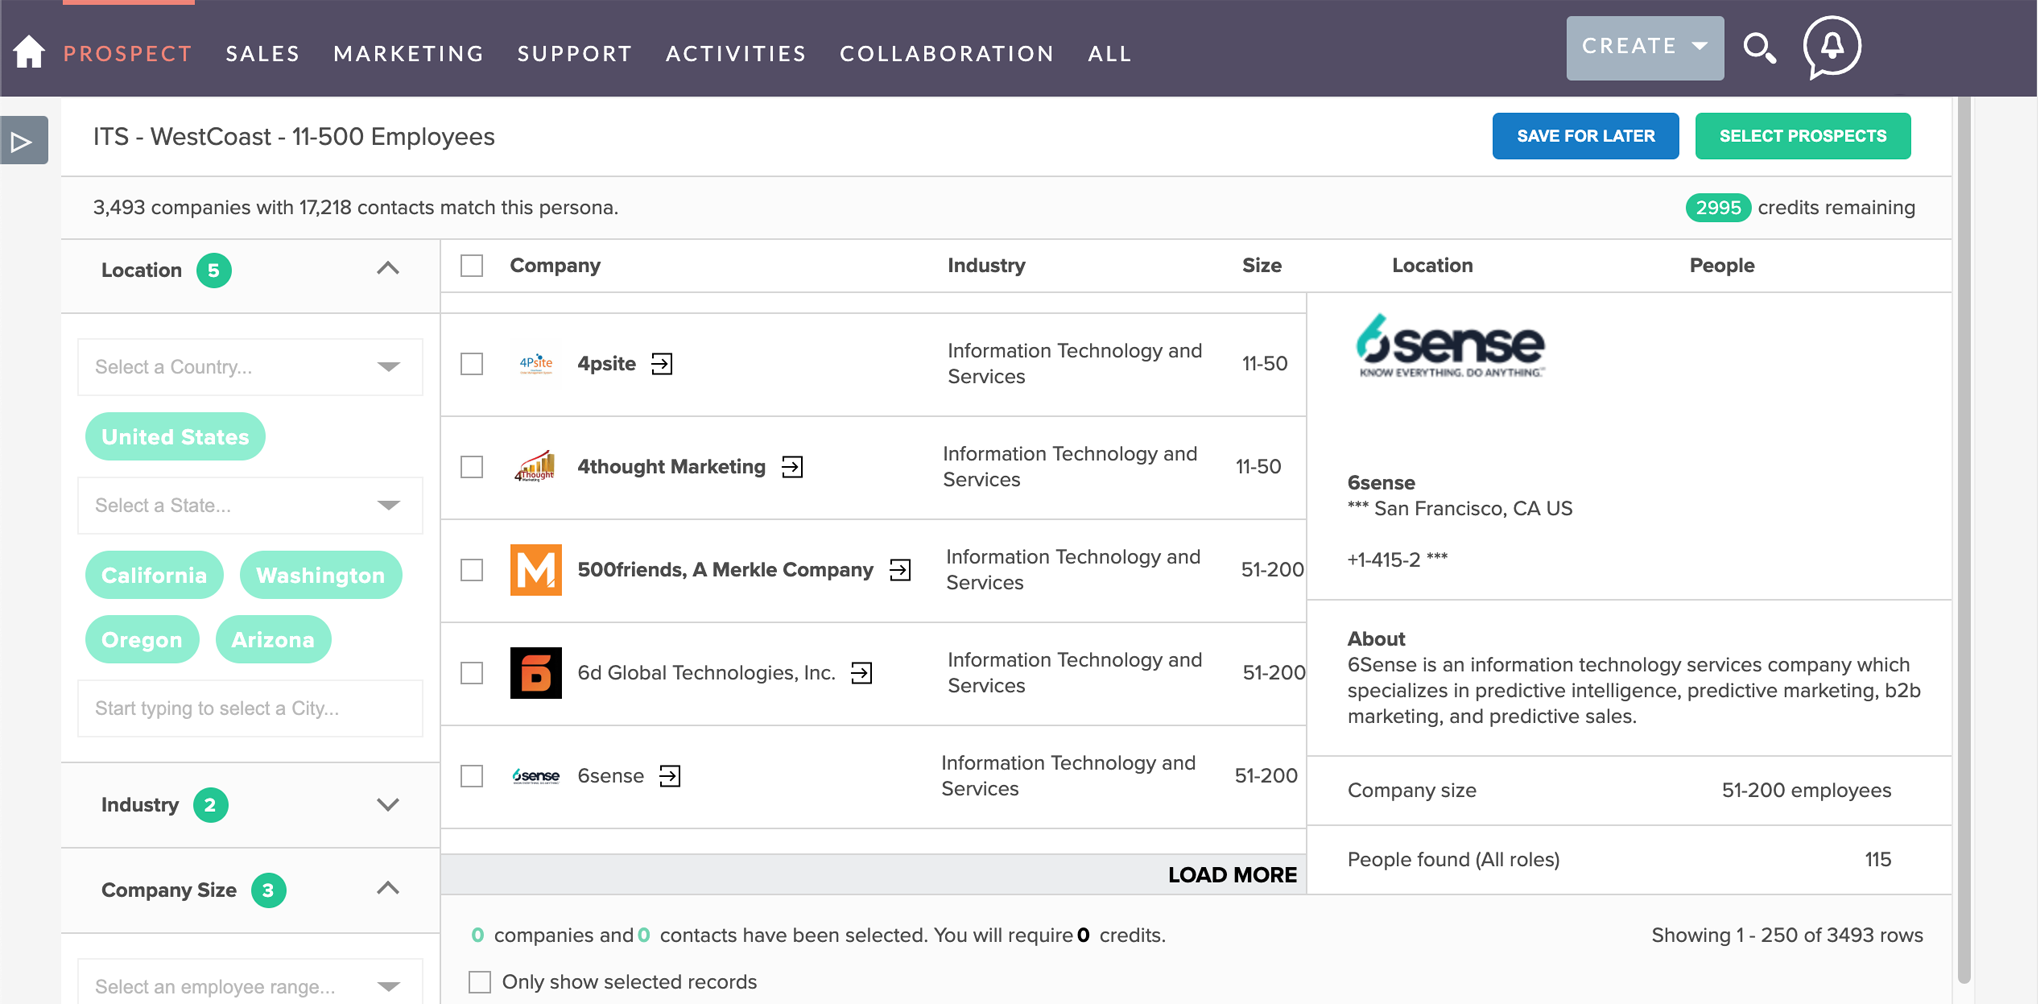 PROSPECT SALES MARKETING SUPPORT ACTIVITIES COLLABORATION ALL CREATE
ITS - WestCoast - 11-500 Employees
SAVE FOR LATER
SELECT PROSPECTS
3,493 companies with 17,218 contacts match this persona.
2995 credits remaining
Location 5
Select a Country...
United States
Select a State...
California Washington
Oregon Arizona
Start typing to select a City...
Industry 2
Company Size 3
Select an employee range...
Company Industry Size Location People
4Psite
4psite
Information Technology and
Services
11-50
4Thought
Marketing
4thought Marketing
Information Technology and
Services
11-50
M
500friends, A Merkle Company
Information Technology and
Services
51-200
6d Global Technologies, Inc.
Information Technology and
Services
51-200
6sense
6sense
Information Technology and
Services
51-200
LOAD MORE
6sense
KNOW EVERYTHING. DO ANYTHING.
6sense
*** San Francisco, CA US
+1-415-2 ***
About
6Sense is an information technology services company which
specializes in predictive intelligence, predictive marketing, b2b
marketing, and predictive sales.
Company size 51-200 employees
People found (All roles) 115
0 companies and 0 contacts have been selected. You will require 0 credits.
Showing 1 - 250 of 3493 rows
Only show selected records